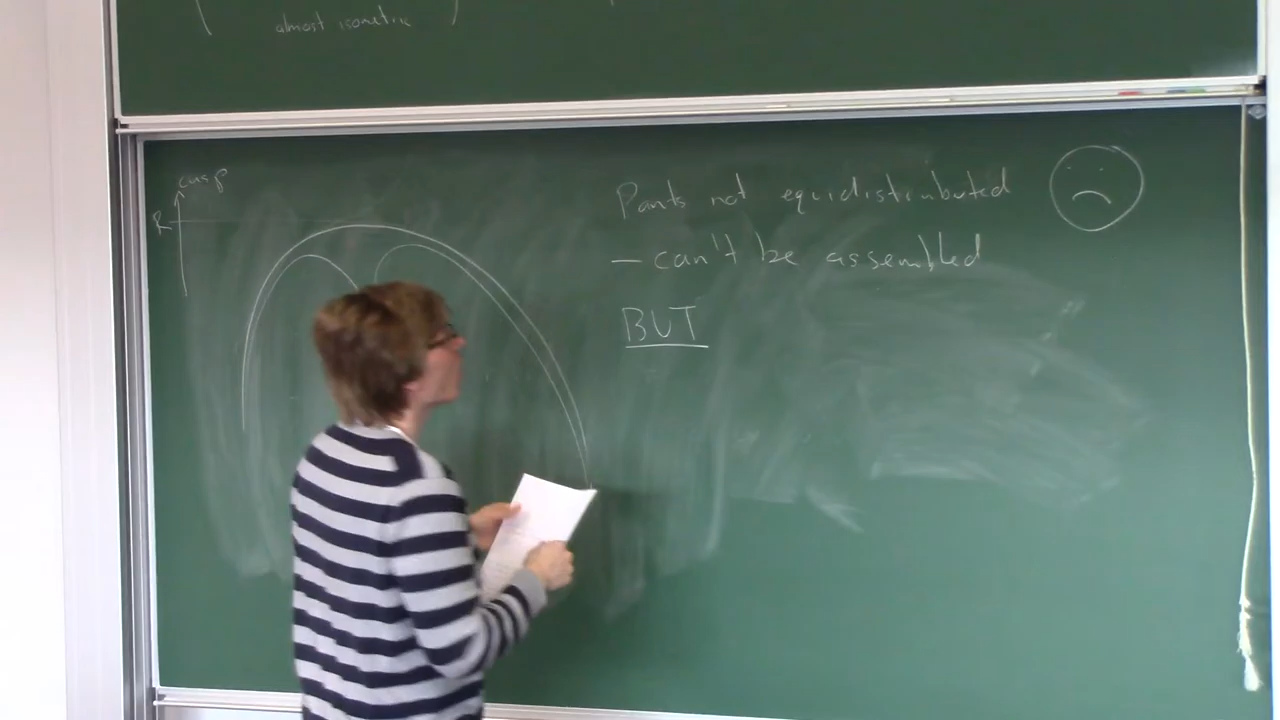 almost isometric
cusp
R
Pants not equidistributed
— can't be assembled
BUT